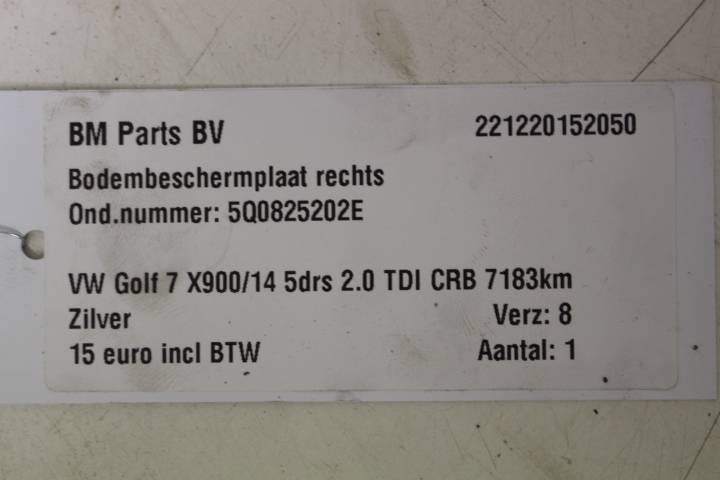 BM Parts BV 221220152050
Bodembeschermplaat rechts
Ond.nummer: 5Q0825202E
VW Golf 7 X900/14 5drs 2.0 TDI CRB 7183km
Zilver Verz: 8
15 euro incl BTW Aantal: 1